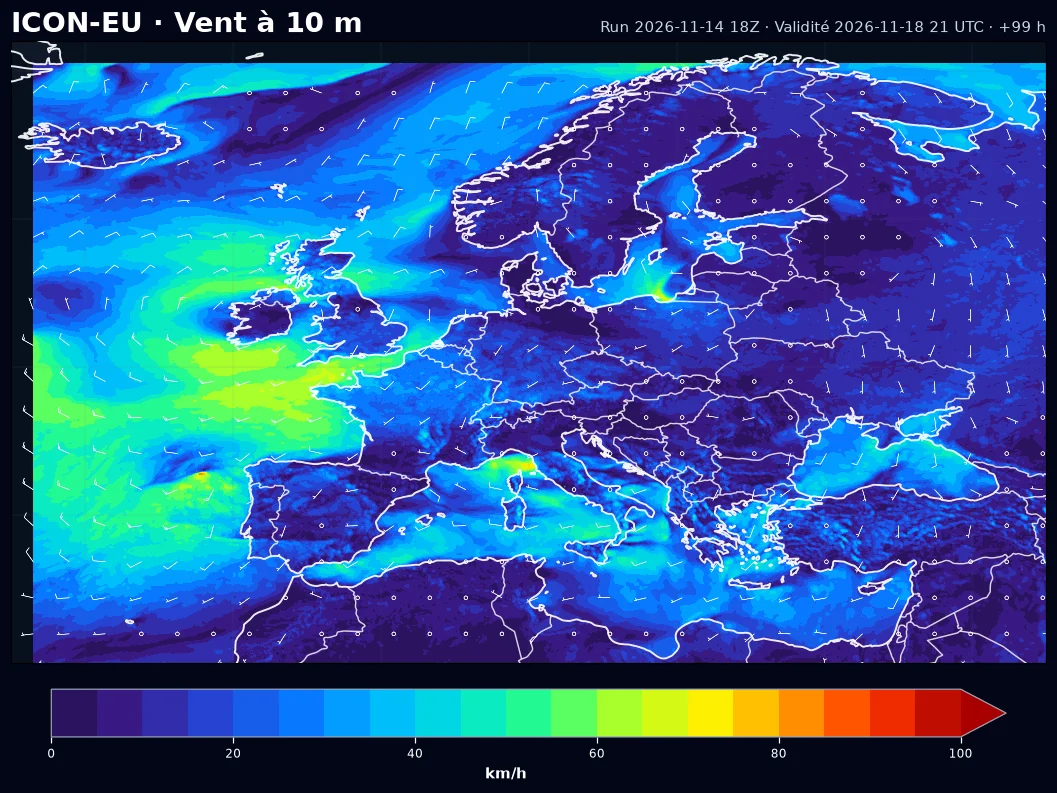 ICON-EU · Vent à 10 m
Run 2026-11-14 18Z · Validité 2026-11-18 21 UTC · +99 h
0 20 40 60 80 100
km/h